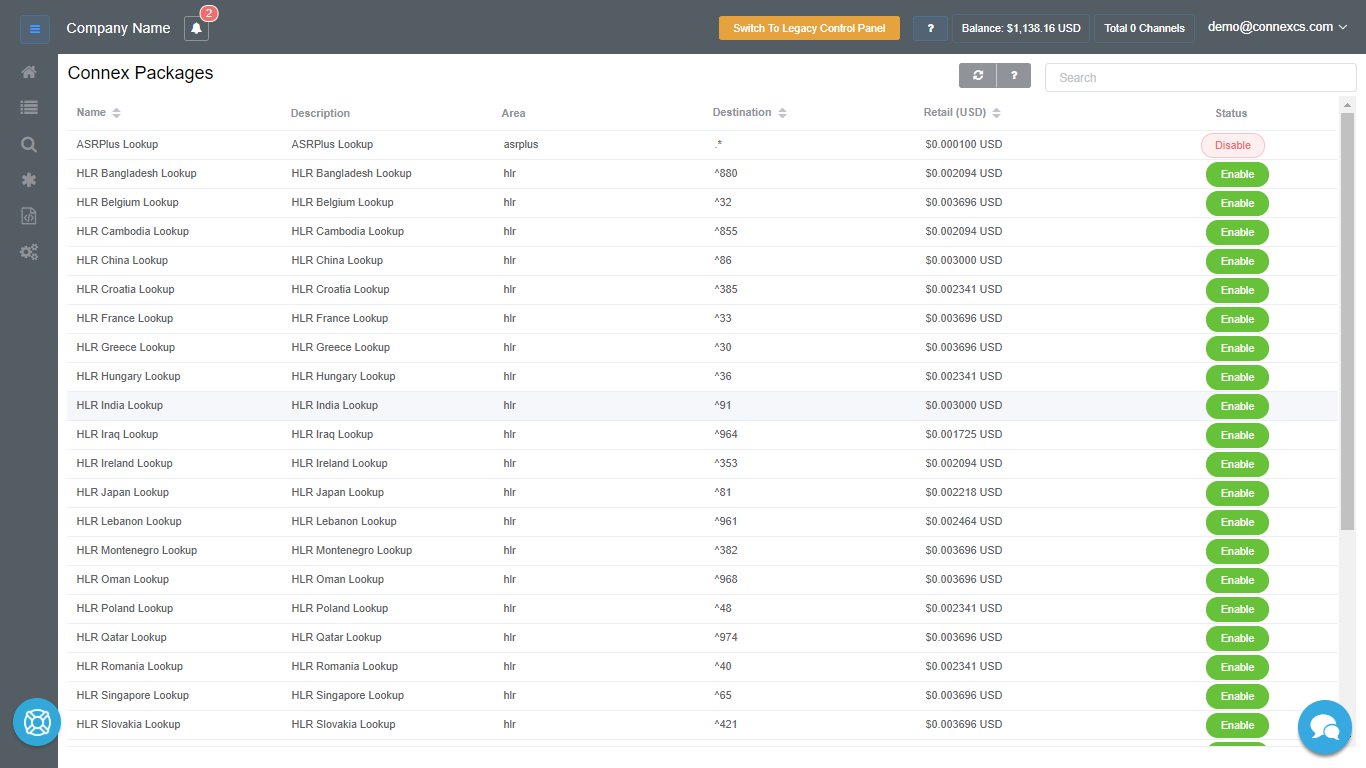 Company Name 2 Switch To Legacy Control Panel ? Balance: $1,138.16 USD Total 0 Channels demo@connexcs.com
Connex Packages ? Search
Name Description Area Destination Retail (USD) Status
ASRPlus Lookup ASRPlus Lookup asrplus .* $0.000100 USD Disable
HLR Bangladesh Lookup HLR Bangladesh Lookup hlr ^880 $0.002094 USD Enable
HLR Belgium Lookup HLR Belgium Lookup hlr ^32 $0.003696 USD Enable
HLR Cambodia Lookup HLR Cambodia Lookup hlr ^855 $0.002094 USD Enable
HLR China Lookup HLR China Lookup hlr ^86 $0.003000 USD Enable
HLR Croatia Lookup HLR Croatia Lookup hlr ^385 $0.002341 USD Enable
HLR France Lookup HLR France Lookup hlr ^33 $0.003696 USD Enable
HLR Greece Lookup HLR Greece Lookup hlr ^30 $0.003696 USD Enable
HLR Hungary Lookup HLR Hungary Lookup hlr ^36 $0.002341 USD Enable
HLR India Lookup HLR India Lookup hlr ^91 $0.003000 USD Enable
HLR Iraq Lookup HLR Iraq Lookup hlr ^964 $0.001725 USD Enable
HLR Ireland Lookup HLR Ireland Lookup hlr ^353 $0.002094 USD Enable
HLR Japan Lookup HLR Japan Lookup hlr ^81 $0.002218 USD Enable
HLR Lebanon Lookup HLR Lebanon Lookup hlr ^961 $0.002464 USD Enable
HLR Montenegro Lookup HLR Montenegro Lookup hlr ^382 $0.003696 USD Enable
HLR Oman Lookup HLR Oman Lookup hlr ^968 $0.003696 USD Enable
HLR Poland Lookup HLR Poland Lookup hlr ^48 $0.002341 USD Enable
HLR Qatar Lookup HLR Qatar Lookup hlr ^974 $0.003696 USD Enable
HLR Romania Lookup HLR Romania Lookup hlr ^40 $0.002341 USD Enable
HLR Singapore Lookup HLR Singapore Lookup hlr ^65 $0.003696 USD Enable
HLR Slovakia Lookup HLR Slovakia Lookup hlr ^421 $0.003696 USD Enable